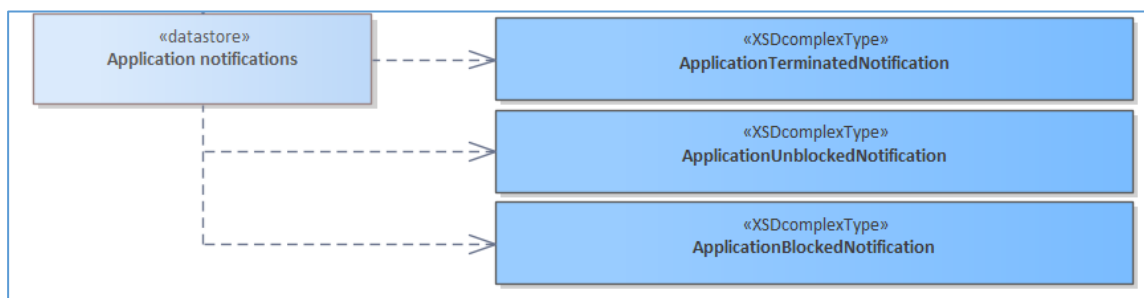 «datastore»
Application notifications
«XSDcomplexType»
ApplicationTerminatedNotification
«XSDcomplexType»
ApplicationUnblockedNotification
«XSDcomplexType»
ApplicationBlockedNotification